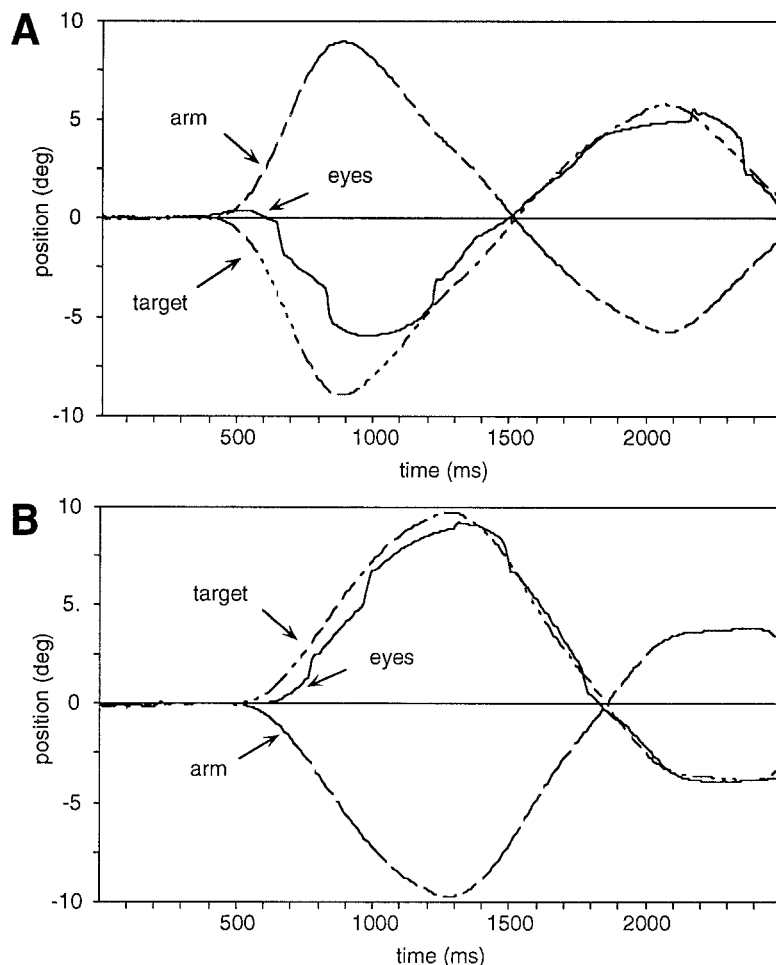 A
10
arm
5
eyes
position (deg)
0
target
-5
-10
500 1000 1500 2000
time (ms)
B
10
target
5.
eyes
position (deg)
0
arm
-5
-10
500 1000 1500 2000
time (ms)